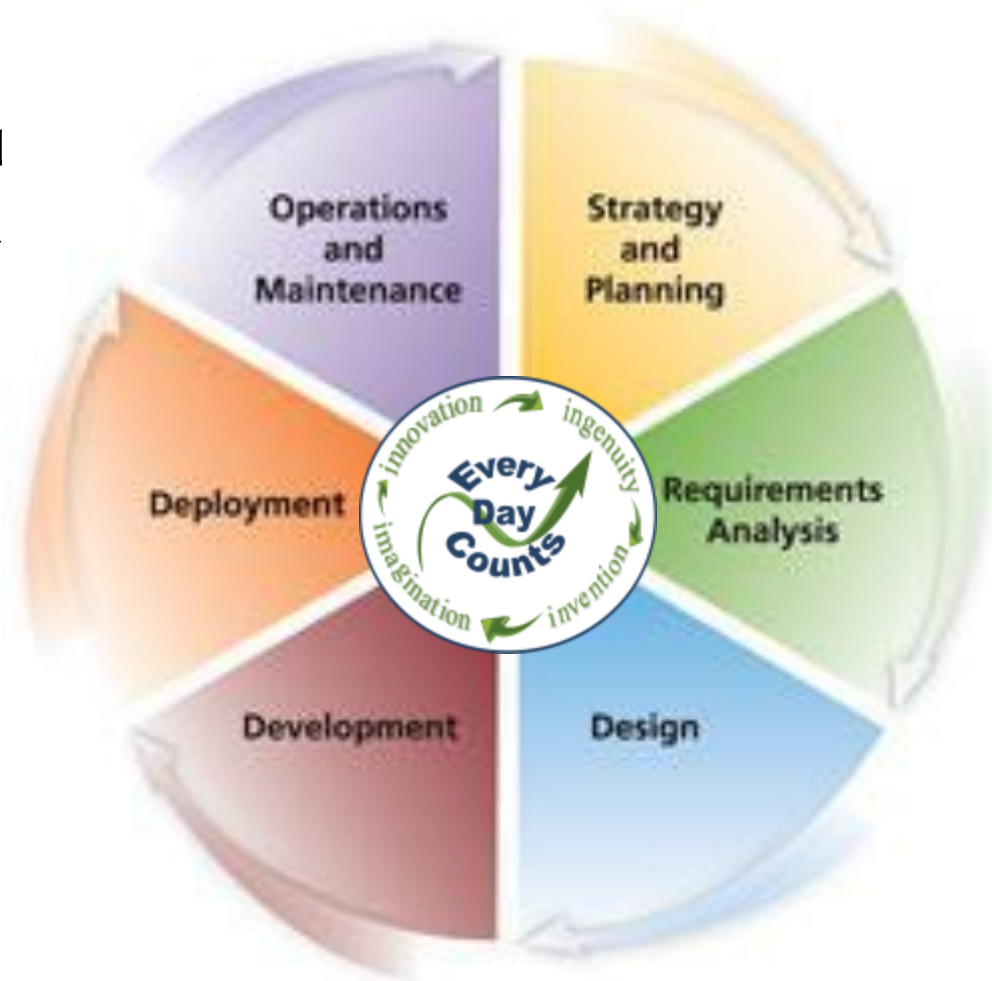 Operations
and
Maintenance
Strategy
and
Planning
Requirements
Analysis
Design
Development
Deployment
innovation
ingenuity
invention
imagination
Every
Day
Counts